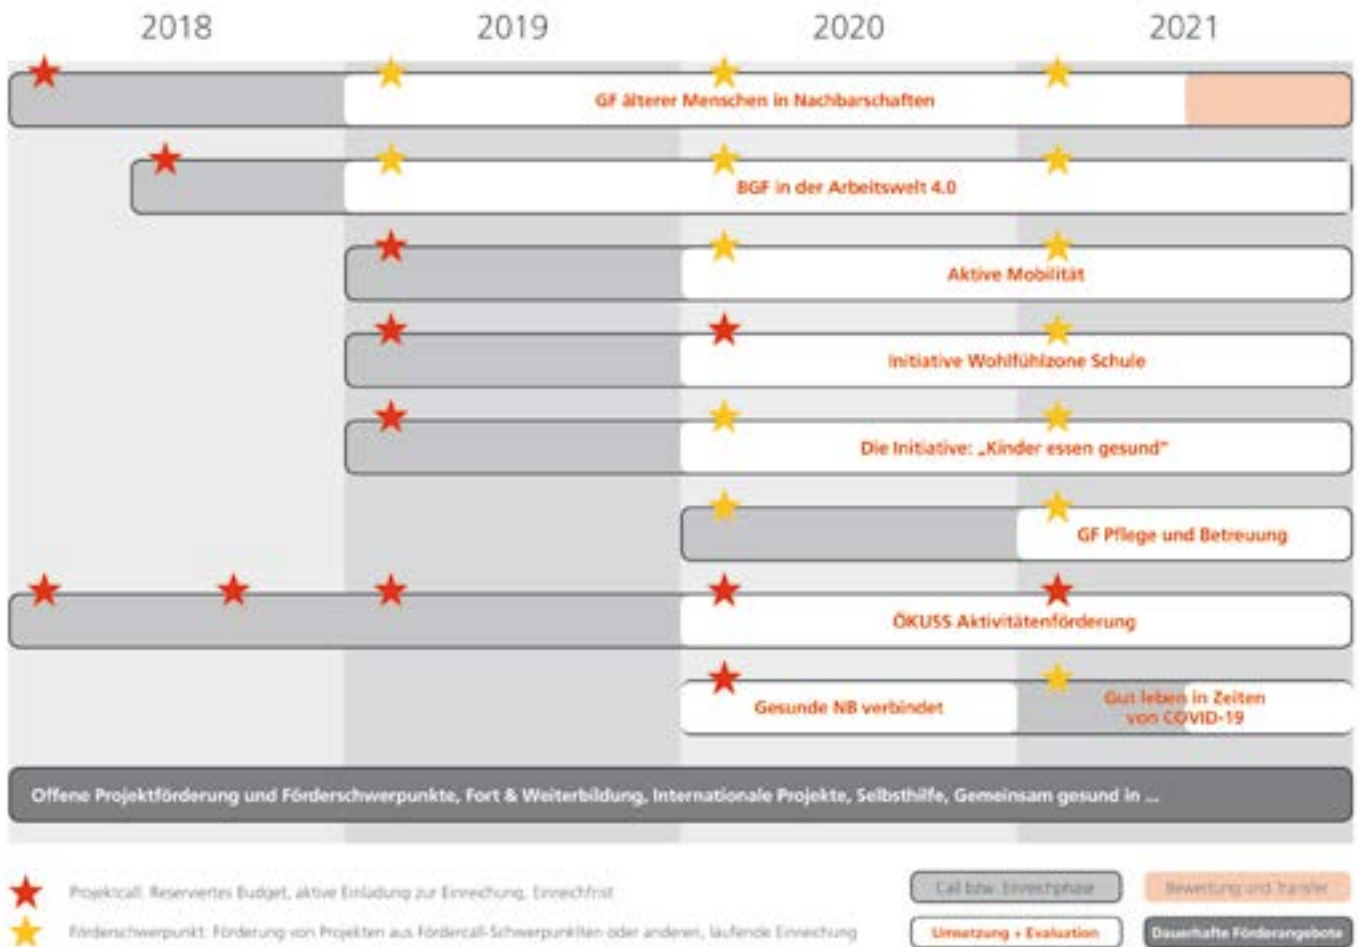 2018 2019 2020 2021
GF älterer Menschen in Nachbarschaften
BGF in der Arbeitswelt 4.0
Aktive Mobilität
Initiative Wohlfühlzone Schule
Die Initiative: „Kinder essen gesund"
GF Pflege und Betreuung
ÖKUSS Aktivitätenförderung
Gesunde NB verbindet
Gut leben in Zeiten
von COVID-19
Offene Projektförderung und Förderschwerpunkte, Fort & Weiterbildung, Internationale Projekte, Selbsthilfe, Gemeinsam gesund in ...
Projektcall: Reserviertes Budget, aktive Einladung zur Einreichung, Einreichfrist
Call bzw. Einreichphase
Bewertung und Transfer
Förderschwerpunkt: Förderung von Projekten aus Fördercall-Schwerpunkten oder anderen, laufende Einreichung
Umsetzung + Evaluation
Dauerhafte Förderangebote